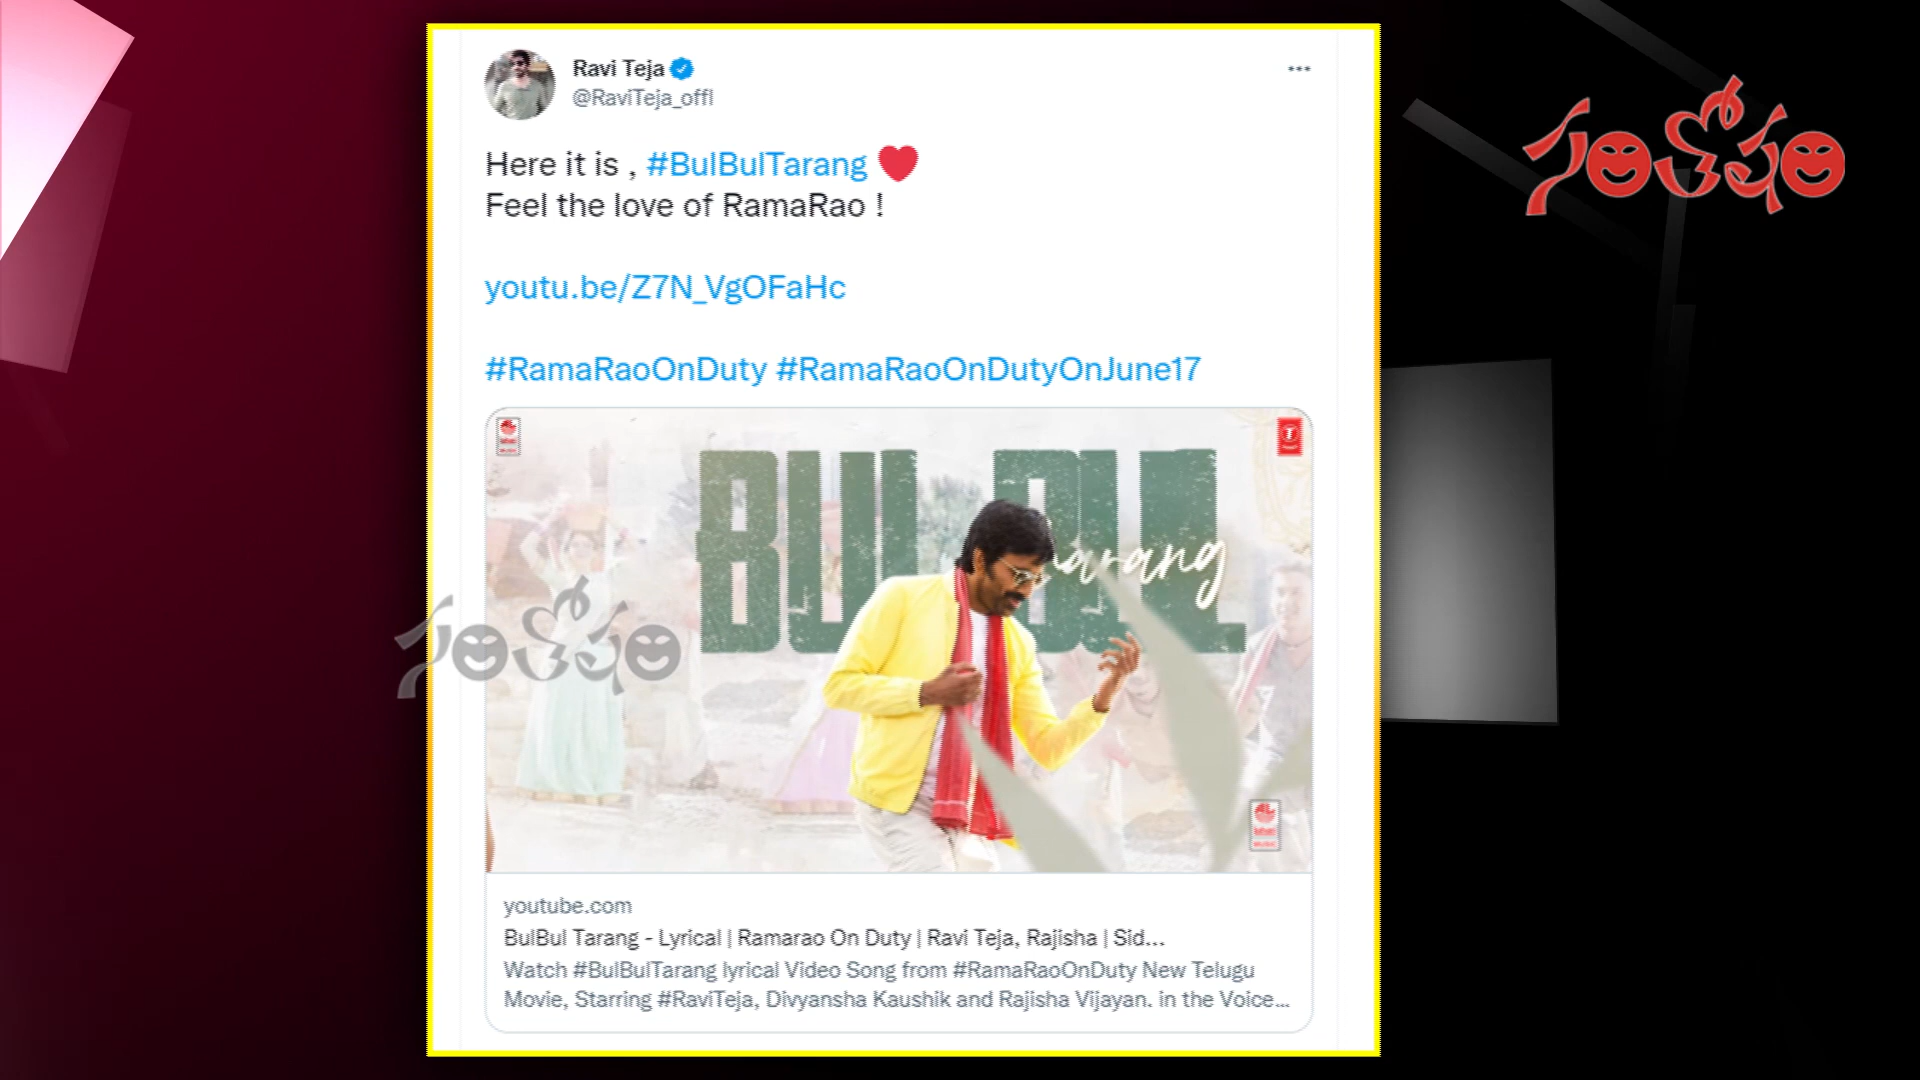 Ravi Teja
@RaviTeja_offl
Here it is , #BulBulTarang ❤️
Feel the love of RamaRao !
youtu.be/Z7N_VgOFaHc
#RamaRaoOnDuty #RamaRaoOnDutyOnJune17
BUL BUL
youtube.com
BulBul Tarang - Lyrical | Ramarao On Duty | Ravi Teja, Rajisha | Sid...
Watch #BulBulTarang lyrical Video Song from #RamaRaoOnDuty New Telugu
Movie, Starring #RaviTeja, Divyansha Kaushik and Rajisha Vijayan. in the Voice...
సంతోషం
సంతోషం